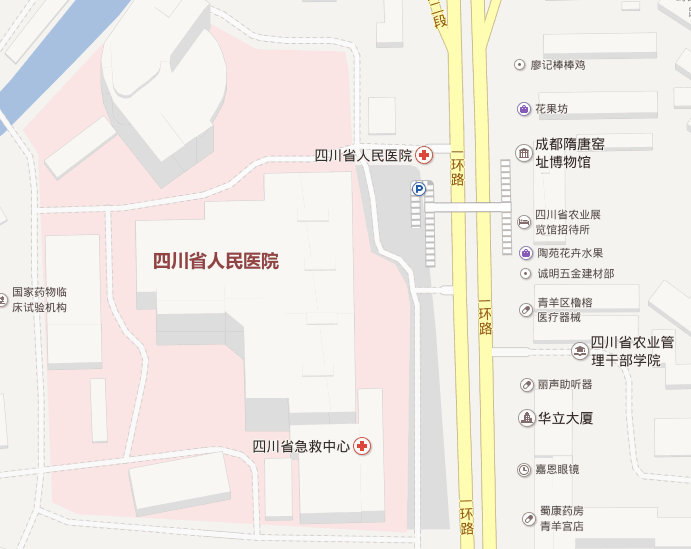 二段
廖记棒棒鸡
花果坊
成都隋唐窑
址博物馆
四川省人民医院
一环路
P
四川省农业展
览馆招待所
四川省人民医院
陶苑花卉水果
诚明五金建材部
国家药物临
床试验机构
青羊区橹榕
医疗器械
一环路
四川省农业管
理干部学院
丽声助听器
华立大厦
四川省急救中心
嘉恩眼镜
蜀康药房
青羊宫店
一环路